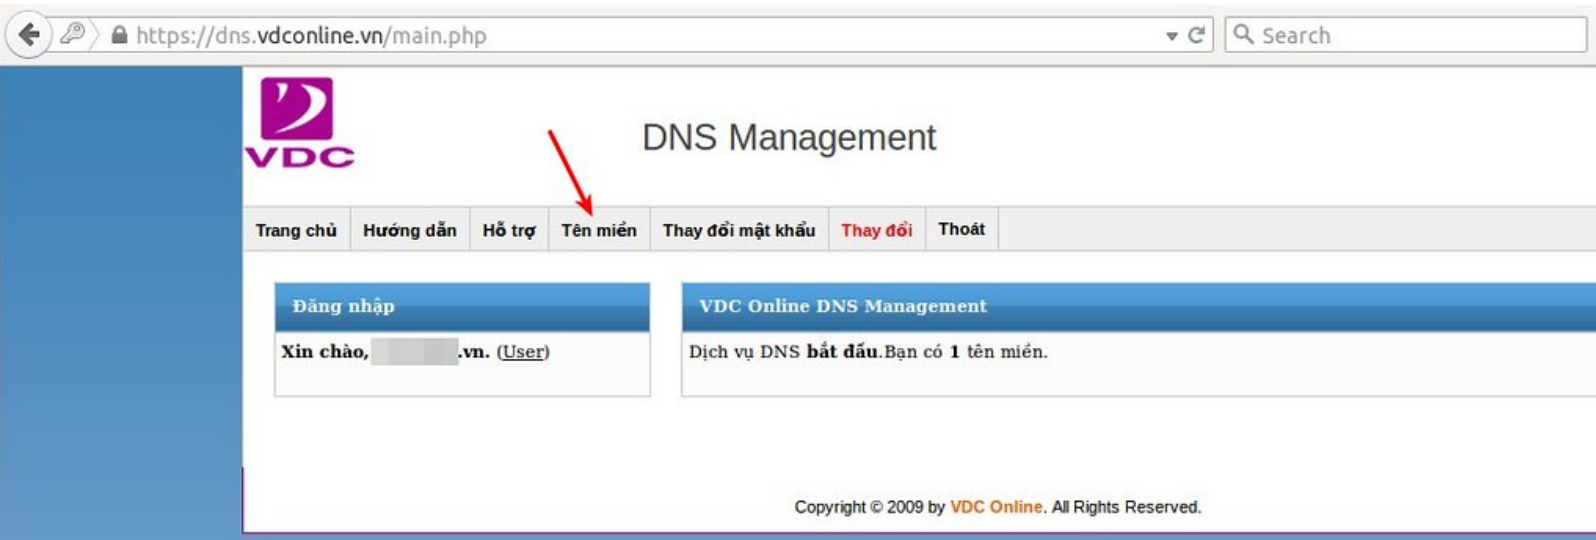 https://dns.vdconline.vn/main.php
Search
VDC
DNS Management
Trang chủ Hướng dẫn Hỗ trợ Tên miền Thay đổi mật khẩu Thay đổi Thoát
Đăng nhập
VDC Online DNS Management
Xin chào, .vn. (User)
Dịch vụ DNS bắt đầu.Bạn có 1 tên miền.
Copyright © 2009 by VDC Online. All Rights Reserved.